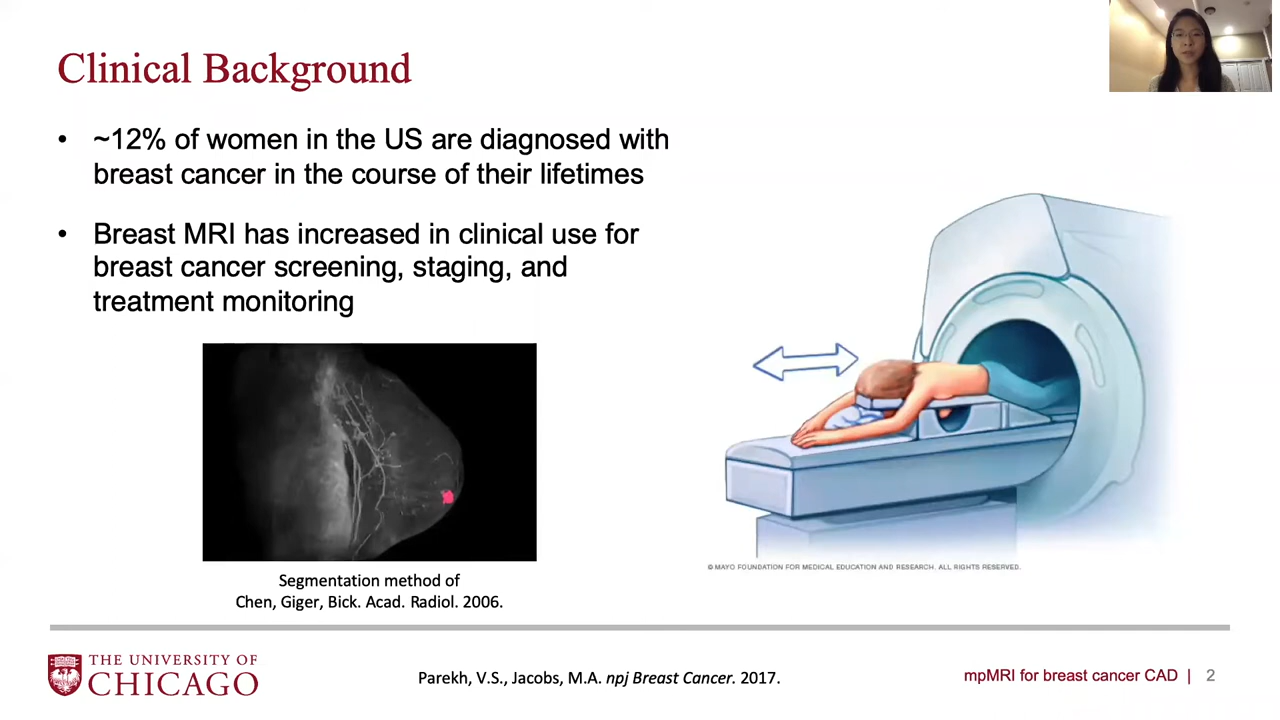 Clinical Background
• ~12% of women in the US are diagnosed with
breast cancer in the course of their lifetimes
• Breast MRI has increased in clinical use for
breast cancer screening, staging, and
treatment monitoring
© MAYO FOUNDATION FOR MEDICAL EDUCATION AND RESEARCH. ALL RIGHTS RESERVED.
Segmentation method of
Chen, Giger, Bick. Acad. Radiol. 2006.
THE UNIVERSITY OF
CHICAGO
Parekh, V.S., Jacobs, M.A. npj Breast Cancer. 2017.
mpMRI for breast cancer CAD | 2